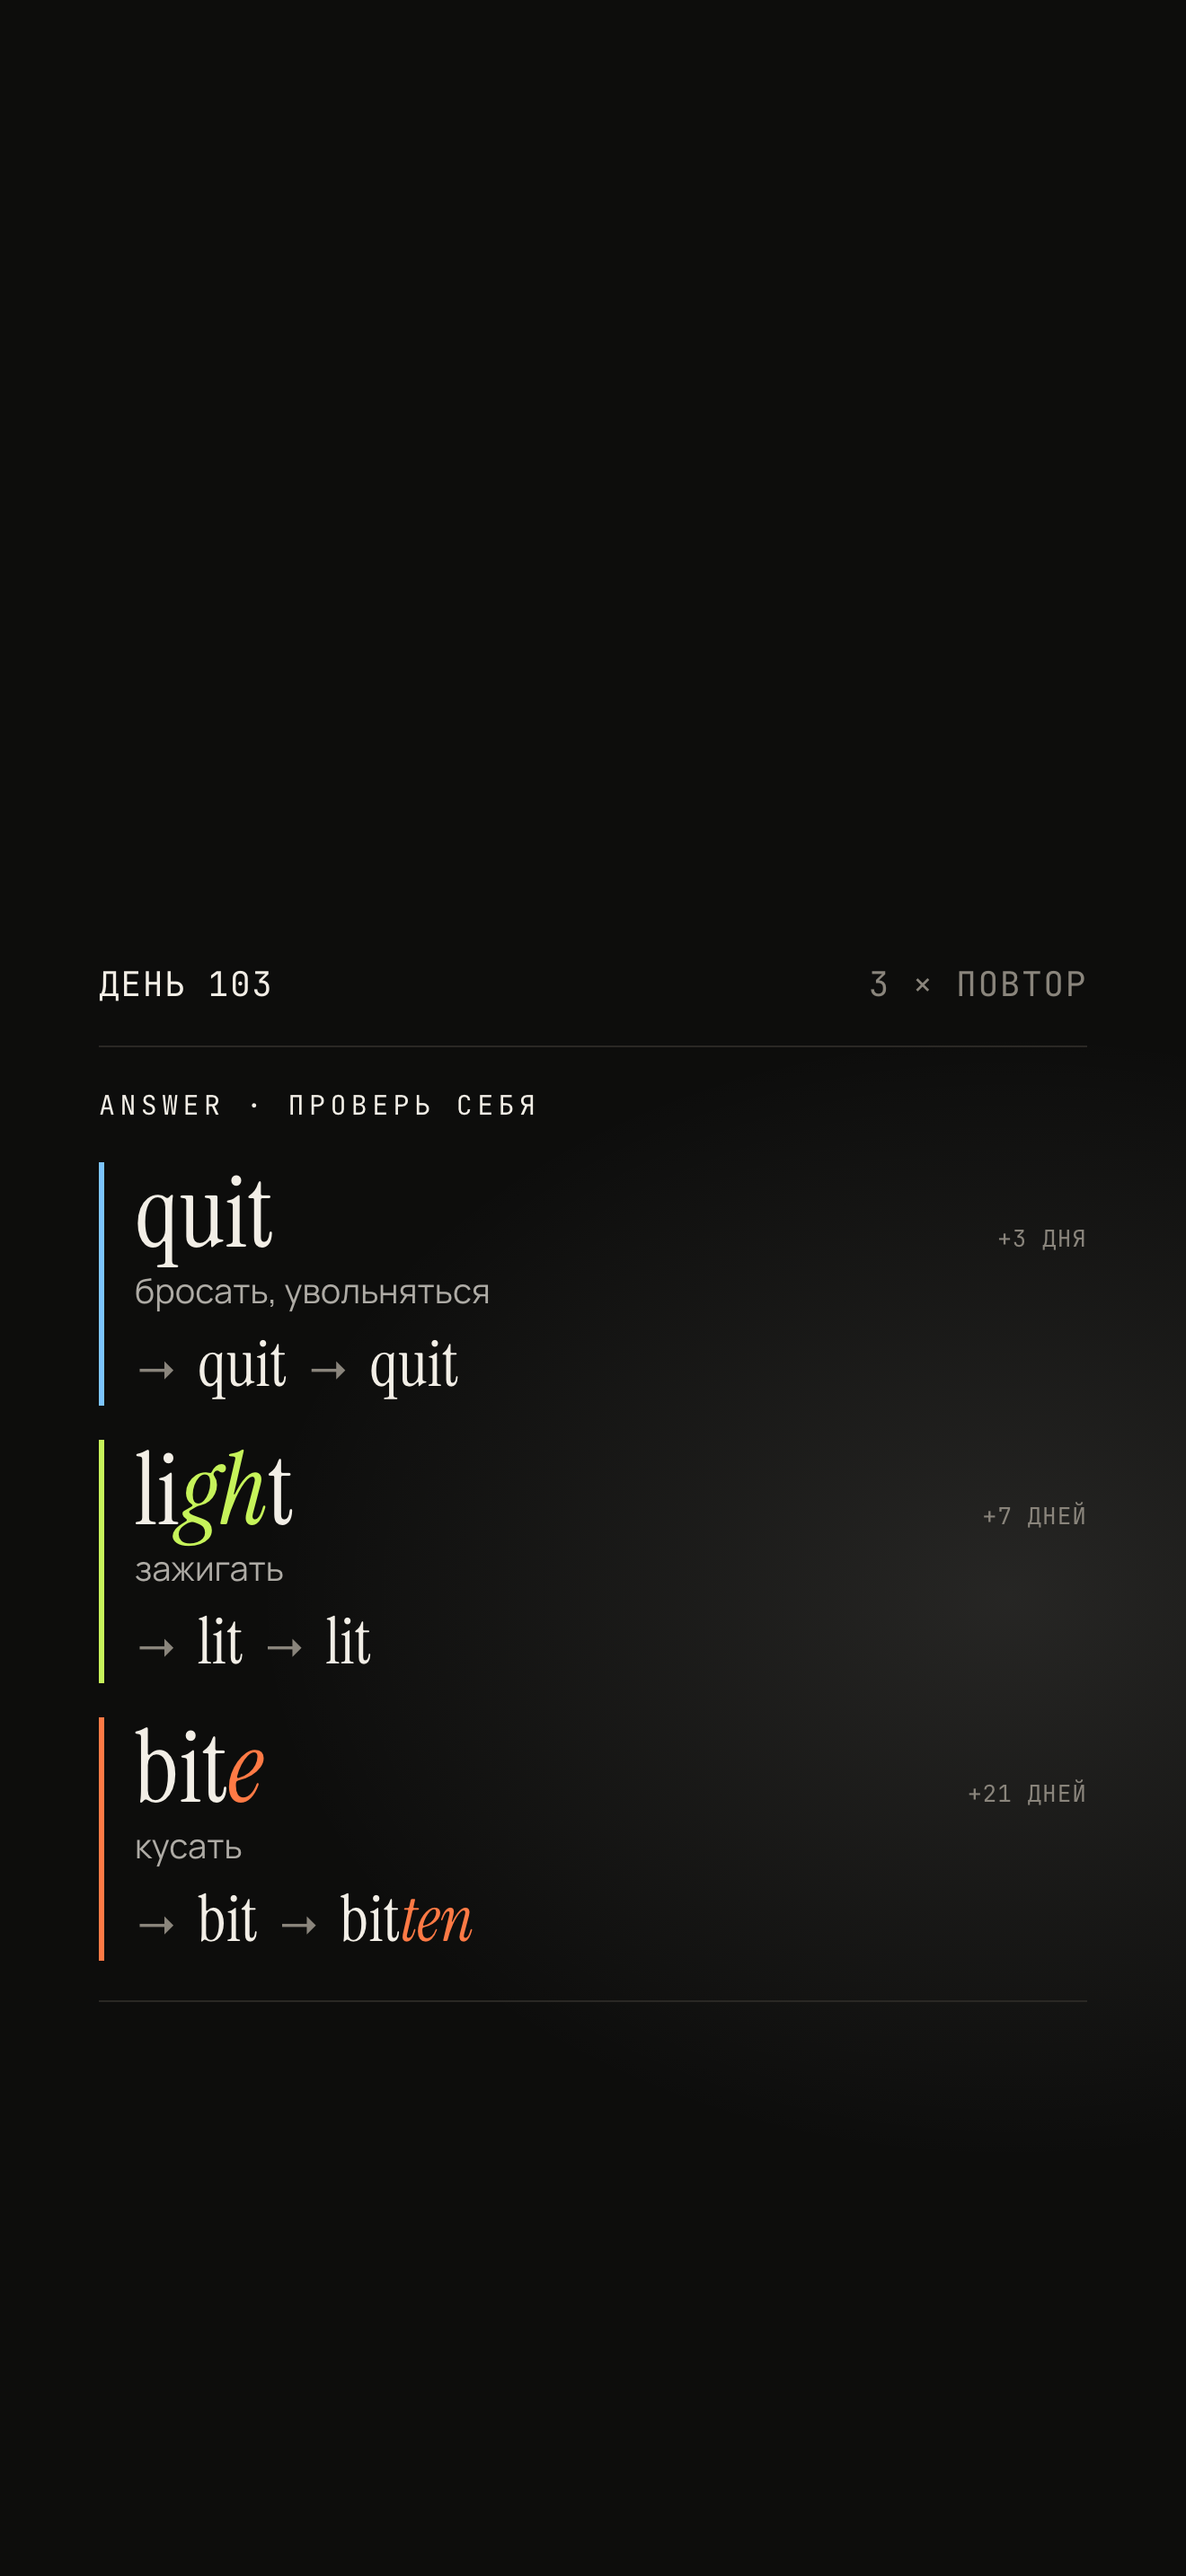 ДЕНЬ 103
3 × ПОВТОР
ANSWER · ПРОВЕРЬ СЕБЯ
quit
+3 ДНЯ
бросать, увольняться
→ quit → quit
light
+7 ДНЕЙ
зажигать
→ lit → lit
bite
+21 ДНЕЙ
кусать
→ bit → bitten